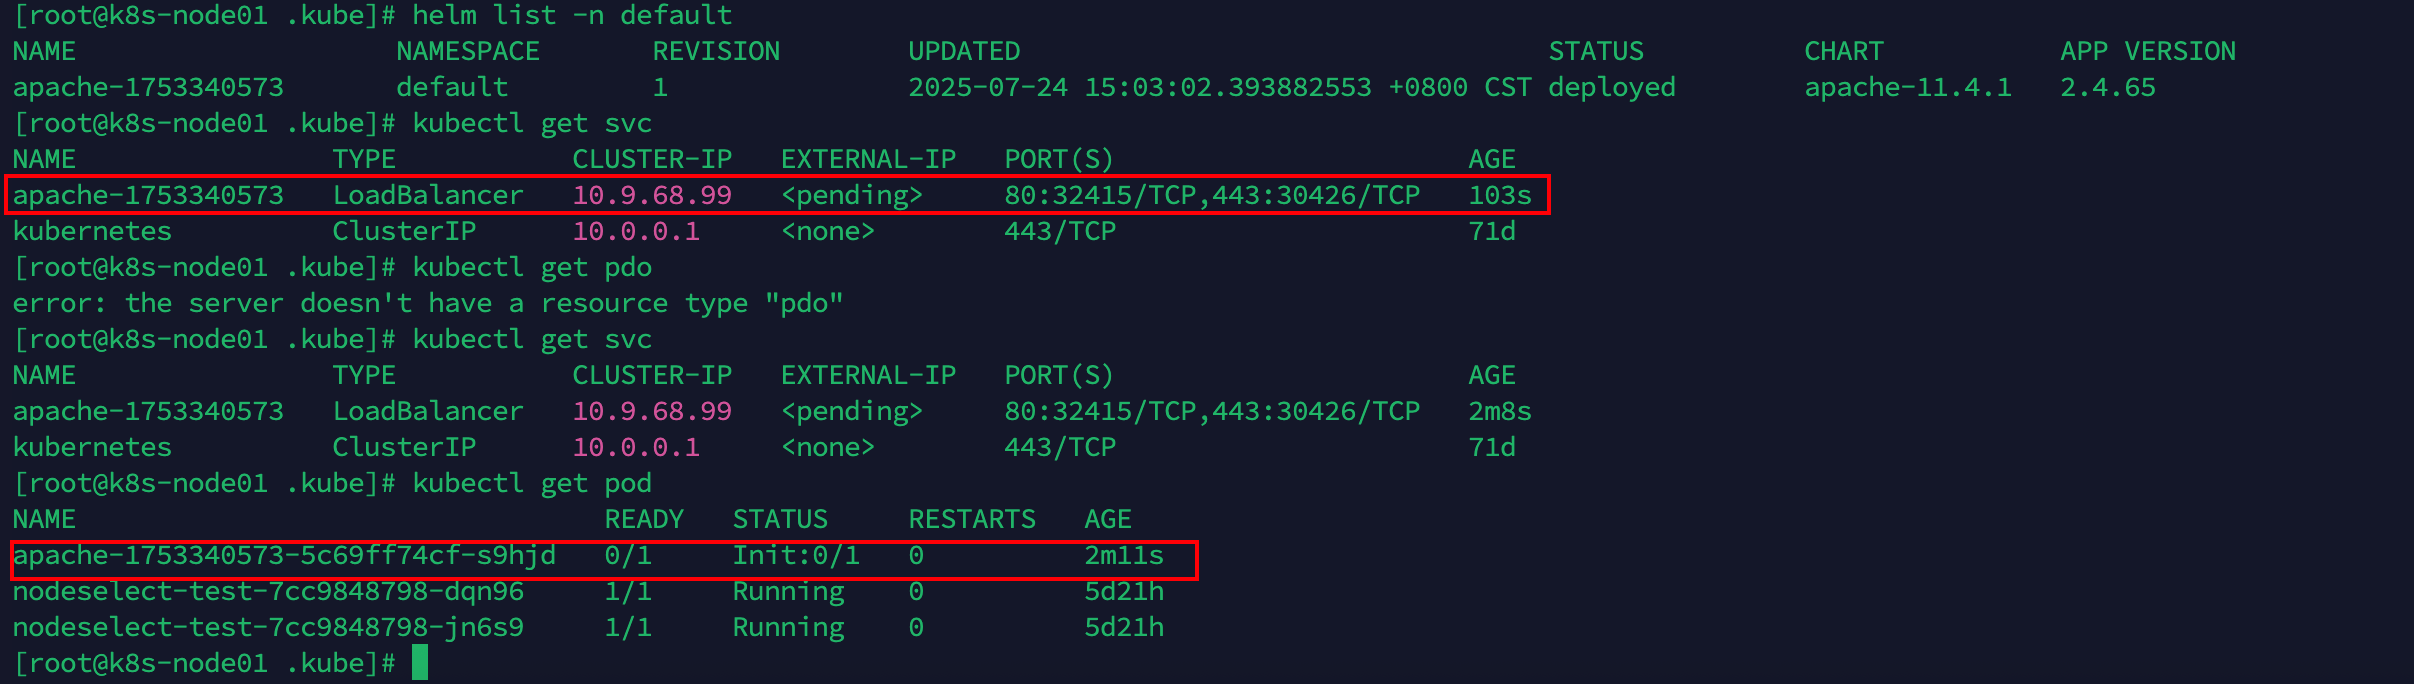 [root@k8s-node01 .kube]# helm list -n default
NAME NAMESPACE REVISION UPDATED STATUS CHART APP VERSION
apache-1753340573 default 1 2025-07-24 15:03:02.393882553 +0800 CST deployed apache-11.4.1 2.4.65
[root@k8s-node01 .kube]# kubectl get svc
NAME TYPE CLUSTER-IP EXTERNAL-IP PORT(S) AGE
apache-1753340573 LoadBalancer 10.9.68.99 <pending> 80:32415/TCP,443:30426/TCP 103s
kubernetes ClusterIP 10.0.0.1 <none> 443/TCP 71d
[root@k8s-node01 .kube]# kubectl get pdo
error: the server doesn't have a resource type "pdo"
[root@k8s-node01 .kube]# kubectl get svc
NAME TYPE CLUSTER-IP EXTERNAL-IP PORT(S) AGE
apache-1753340573 LoadBalancer 10.9.68.99 <pending> 80:32415/TCP,443:30426/TCP 2m8s
kubernetes ClusterIP 10.0.0.1 <none> 443/TCP 71d
[root@k8s-node01 .kube]# kubectl get pod
NAME READY STATUS RESTARTS AGE
apache-1753340573-5c69ff74cf-s9hjd 0/1 Init:0/1 0 2m11s
nodeselect-test-7cc9848798-dqn96 1/1 Running 0 5d21h
nodeselect-test-7cc9848798-jn6s9 1/1 Running 0 5d21h
[root@k8s-node01 .kube]#